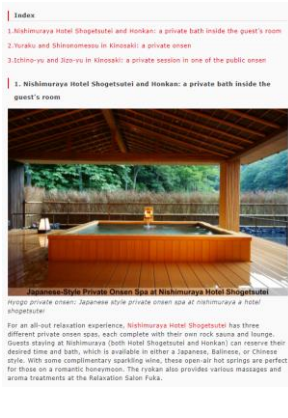 Index
1.Nishimuraya Hotel Shogetsutei and Honkan: a private bath inside the guest's room
2.Yuraku and Shinonomesou in Kinosaki: a private onsen
3.Ichino-yu and Jizo-yu in Kinosaki: a private session in one of the public onsen
1. Nishimuraya Hotel Shogetsutei and Honkan: a private bath inside the
guest's room
Japanese-Style Private Onsen Spa at Nishimuraya Hotel Shogetsutei
Hyogo private onsen: Japanese style private onsen spa at nishimuraya a hotel
shogetsutei
For an all-out relaxation experience, Nishimuraya Hotel Shogetsutei has three
different private onsen spas, each complete with their own rock sauna and lounge.
Guests staying at Nishimuraya (both Hotel Shogetsutei and Honkan) can reserve their
desired time and bath, which is available in either a Japanese, Balinese, or Chinese
style. With some complimentary sparkling wine, these open-air hot springs are perfect
for those on a romantic honeymoon. The ryokan also provides various massages and
aroma treatments at the Relaxation Salon Fuka.